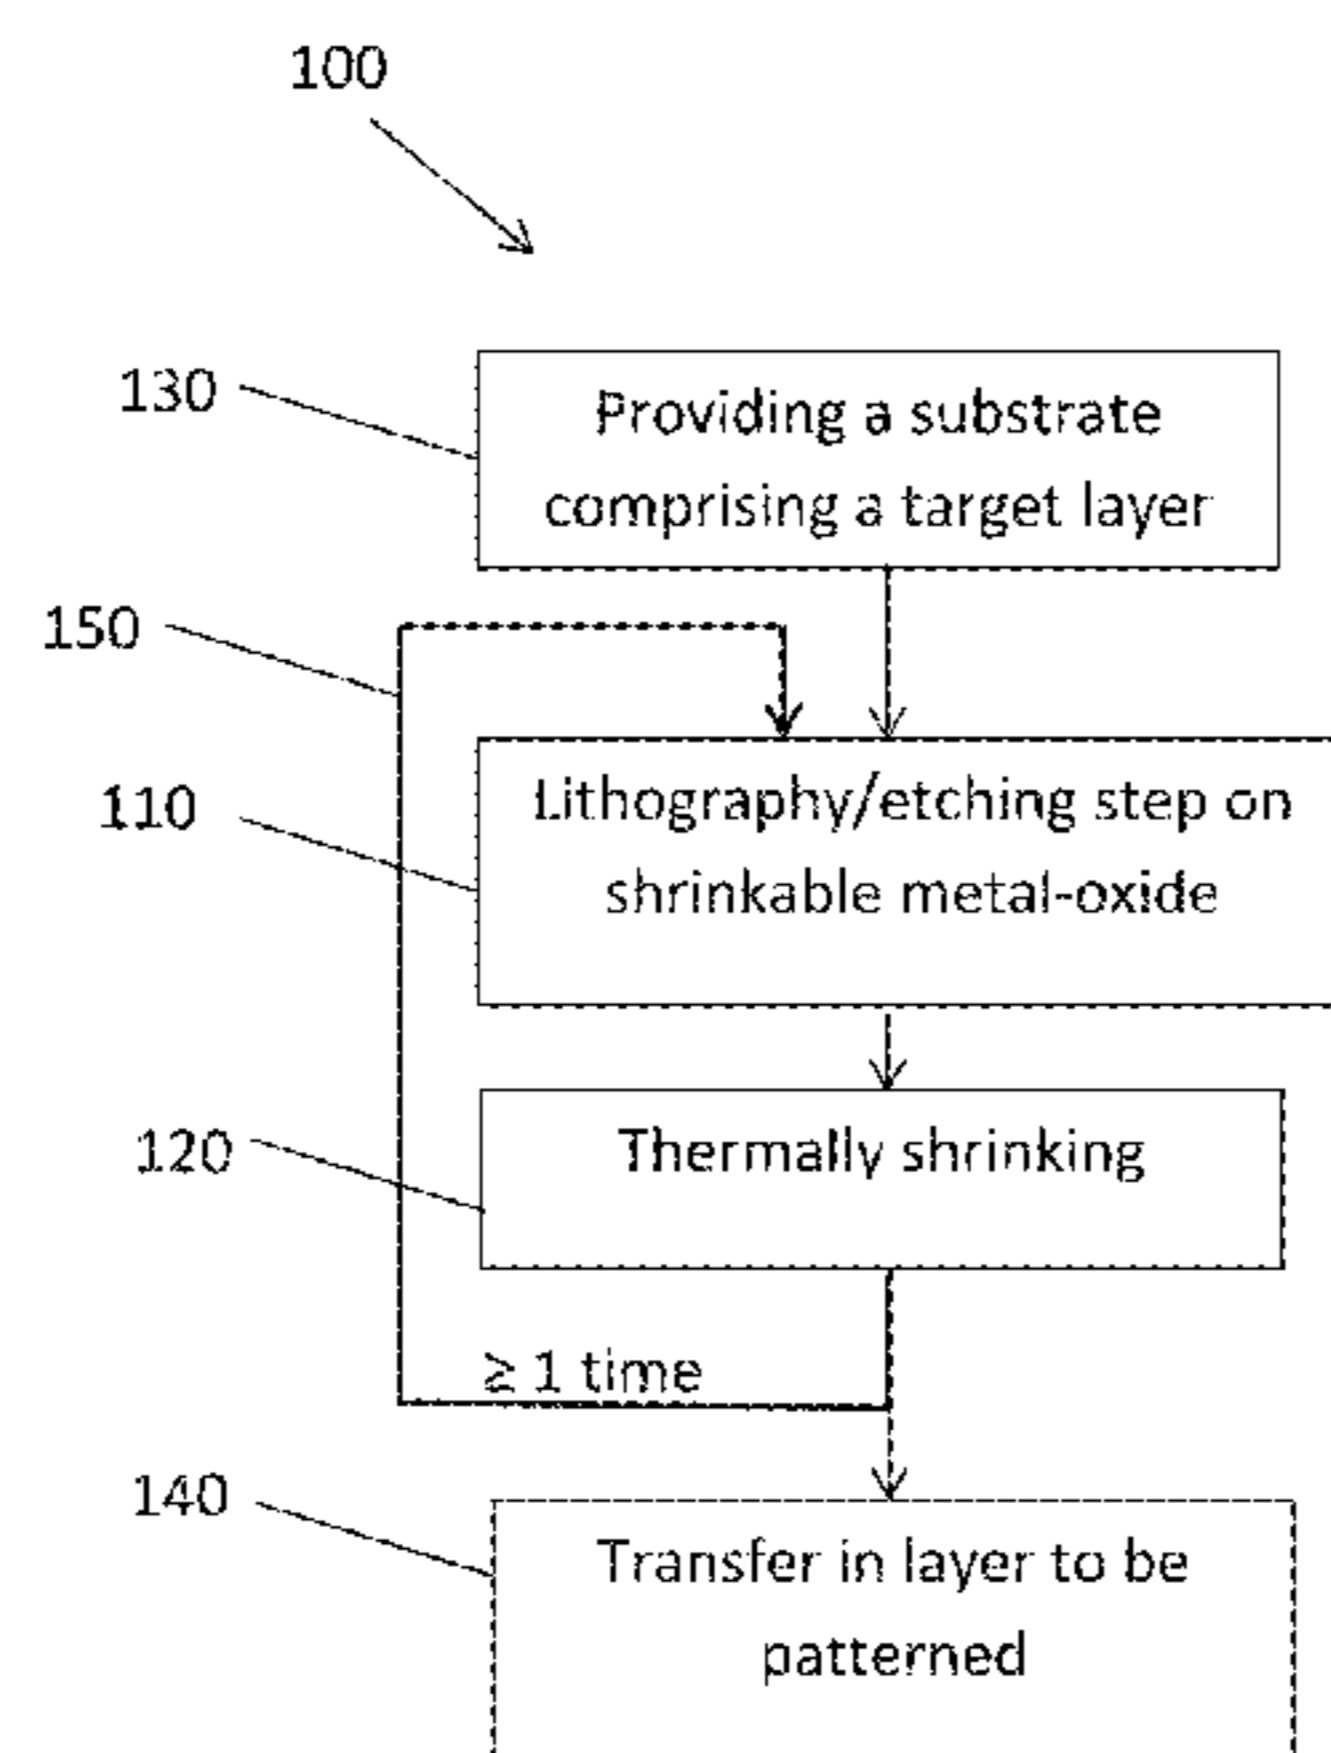 100
130
Providing a substrate
comprising a target layer
150
110
Lithography/etching step on
shrinkable metal-oxide
120
Thermally shrinking
≥ 1 time
140
Transfer in layer to be
patterned